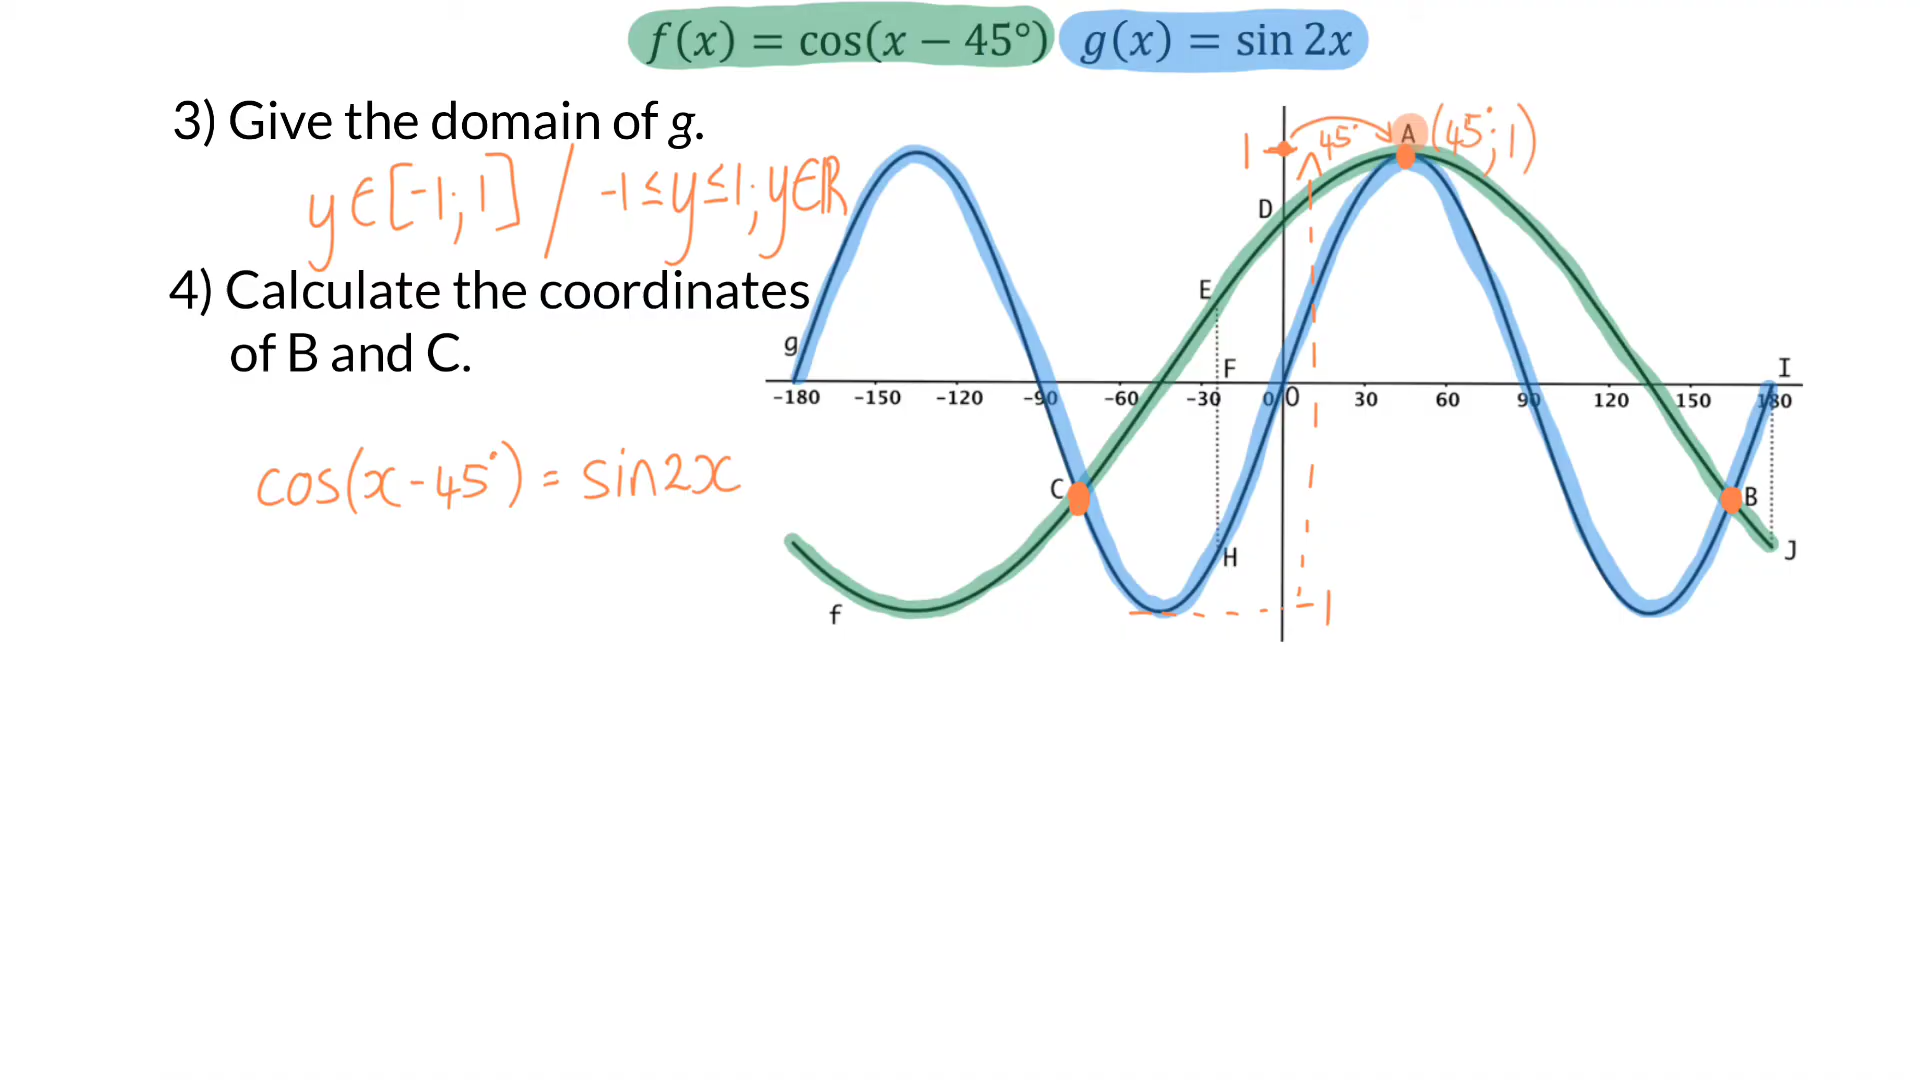 f(x) = cos(x − 45°) g(x) = sin 2x
3) Give the domain of g.
y∈[-1;1] / -1≤y≤1; y∈ℝ
4) Calculate the coordinates
of B and C.
cos(x-45°) = sin2x
1 45° A (45°;1)
D
E
g
F
I
-180 -150 -120 -90 -60 -30 0 0 30 60 90 120 150 180
C
B
H
J
f
-1